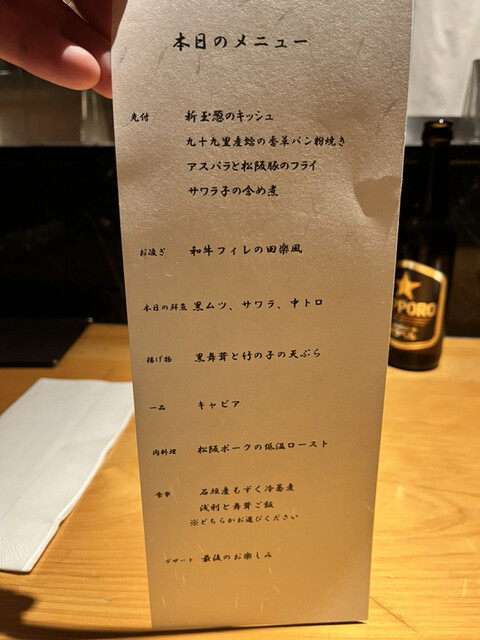 本日のメニュー
先付 新玉葱のキッシュ
九十九里産蛤の香草パン粉焼き
アスパラと松阪豚のフライ
サワラ子の含め煮
お凌ぎ 和牛フィレの田楽風
本日の鮮魚 黒ムツ、サワラ、中トロ
揚げ物 黒舞茸と竹の子の天ぷら
一品 キャビア
肉料理 松阪ポークの低温ロースト
食事 石垣産もずく冷蕎麦
浅利と舞茸ご飯
※どちらかお選びください
デザート 最後のお楽しみ
PPORO